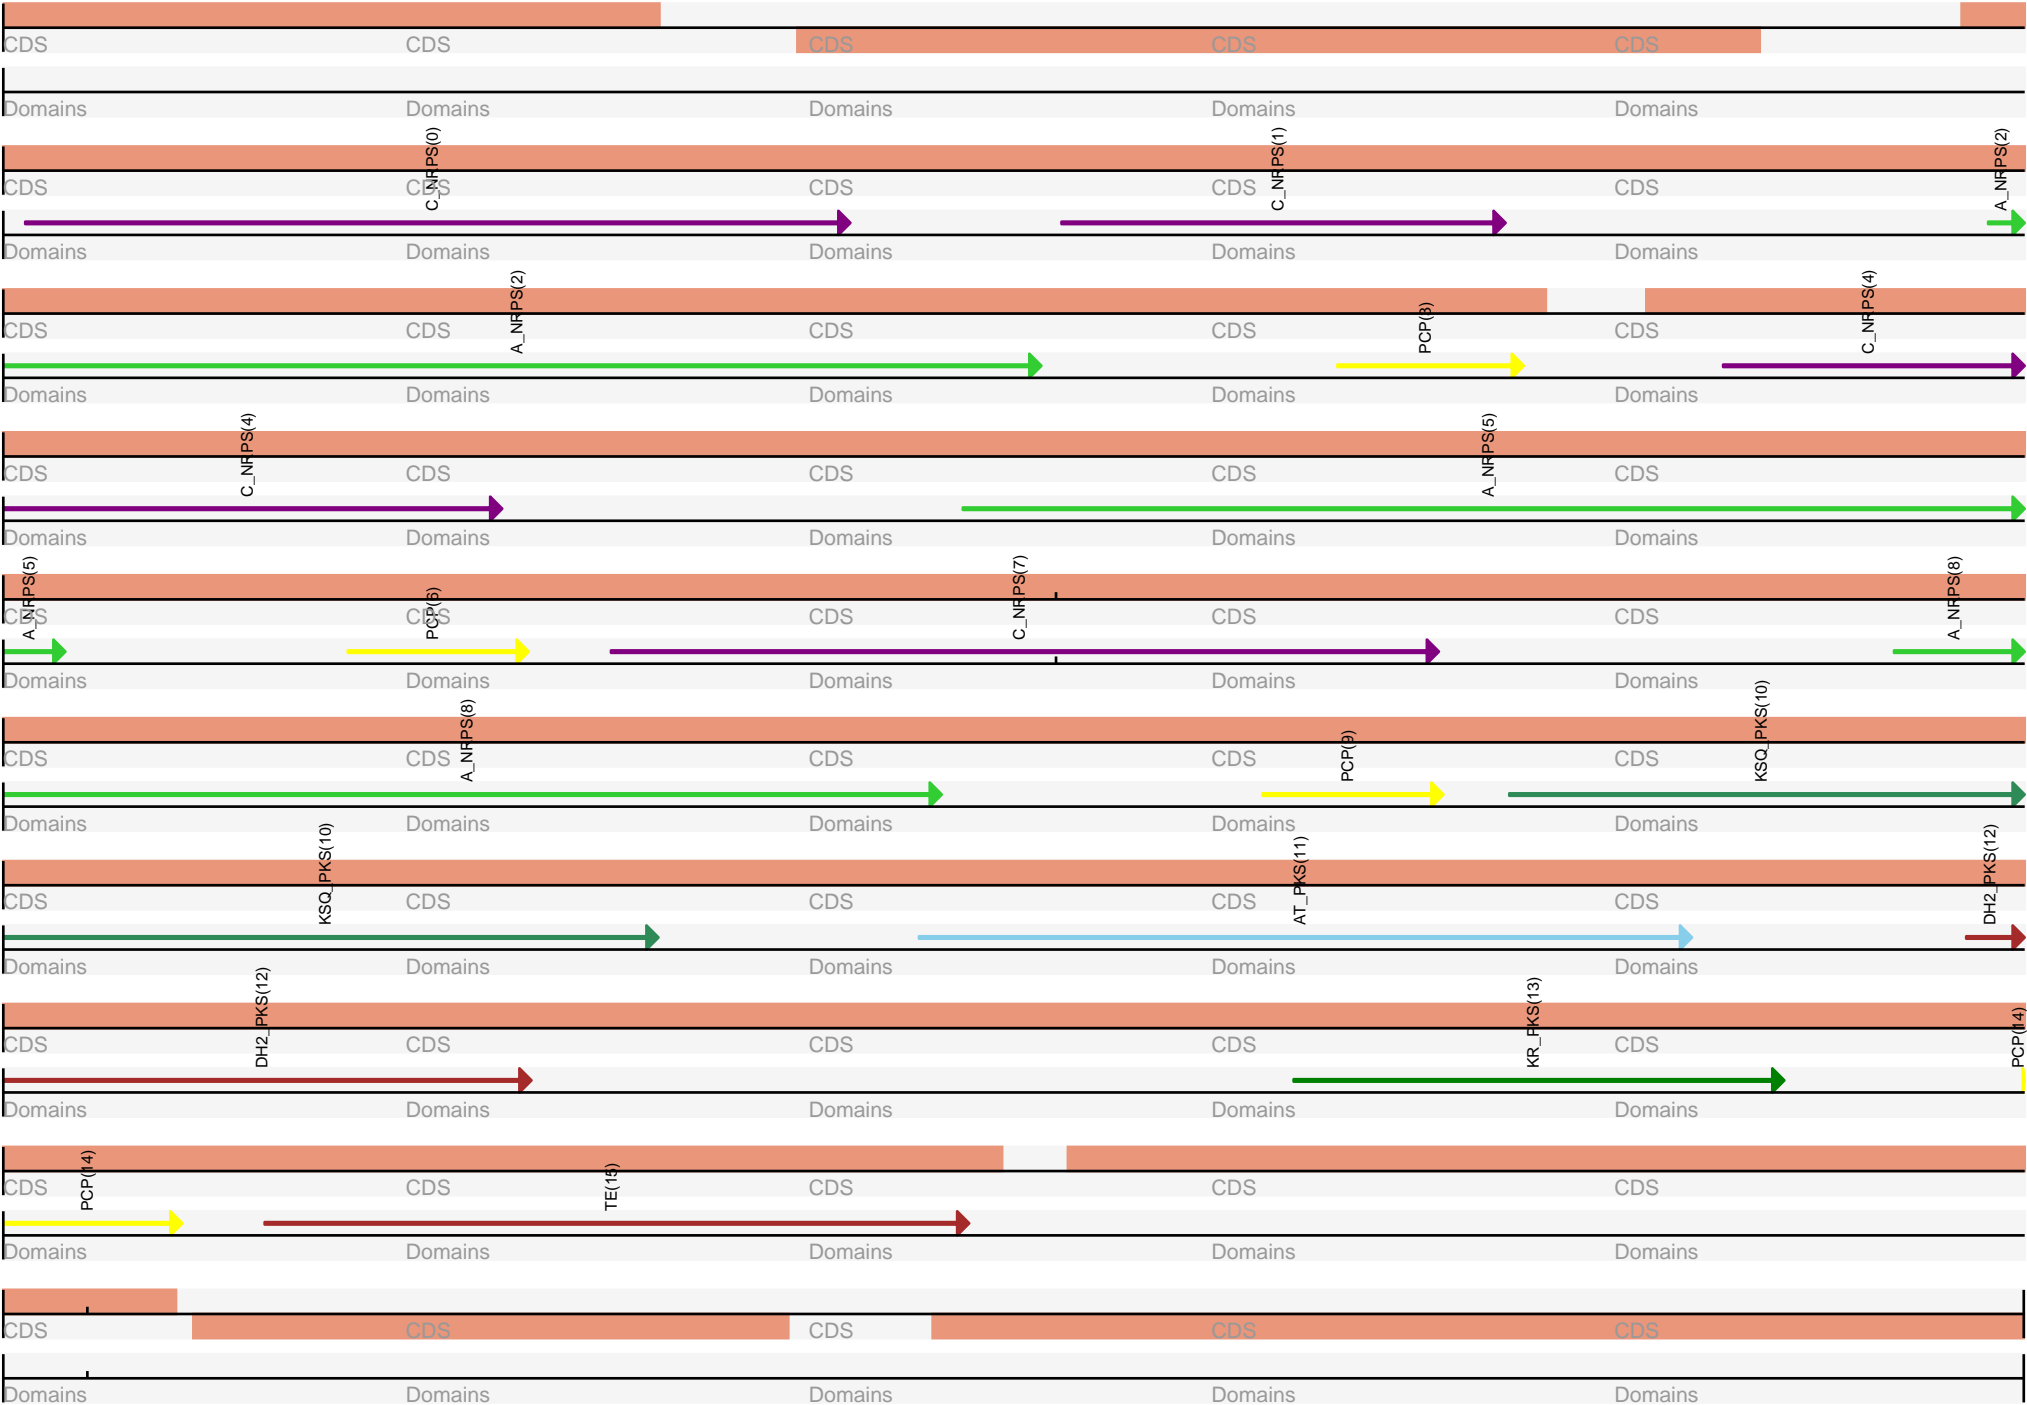 CDS CDS CDS CDS CDS
Domains Domains Domains Domains Domains
C_NRPS(0) C_NRPS(1) A_NRPS(2)
CDS CDS CDS CDS CDS
Domains Domains Domains Domains Domains
A_NRPS(2) PCP(3) C_NRPS(4)
CDS CDS CDS CDS CDS
Domains Domains Domains Domains Domains
C_NRPS(4) A_NRPS(5)
CDS CDS CDS CDS CDS
Domains Domains Domains Domains Domains
A_NRPS(5) PCP(6) C_NRPS(7) A_NRPS(8)
CDS CDS CDS CDS CDS
Domains Domains Domains Domains Domains
A_NRPS(8) PCP(9) KSQ_PKS(10)
CDS CDS CDS CDS CDS
Domains Domains Domains Domains Domains
KSQ_PKS(10) AT_PKS(11) DH2_PKS(12)
CDS CDS CDS CDS CDS
Domains Domains Domains Domains Domains
DH2_PKS(12) KR_PKS(13) PCP(14)
CDS CDS CDS CDS CDS
Domains Domains Domains Domains Domains
PCP(14) TE(15)
CDS CDS CDS CDS CDS
Domains Domains Domains Domains Domains
CDS CDS CDS CDS CDS
Domains Domains Domains Domains Domains